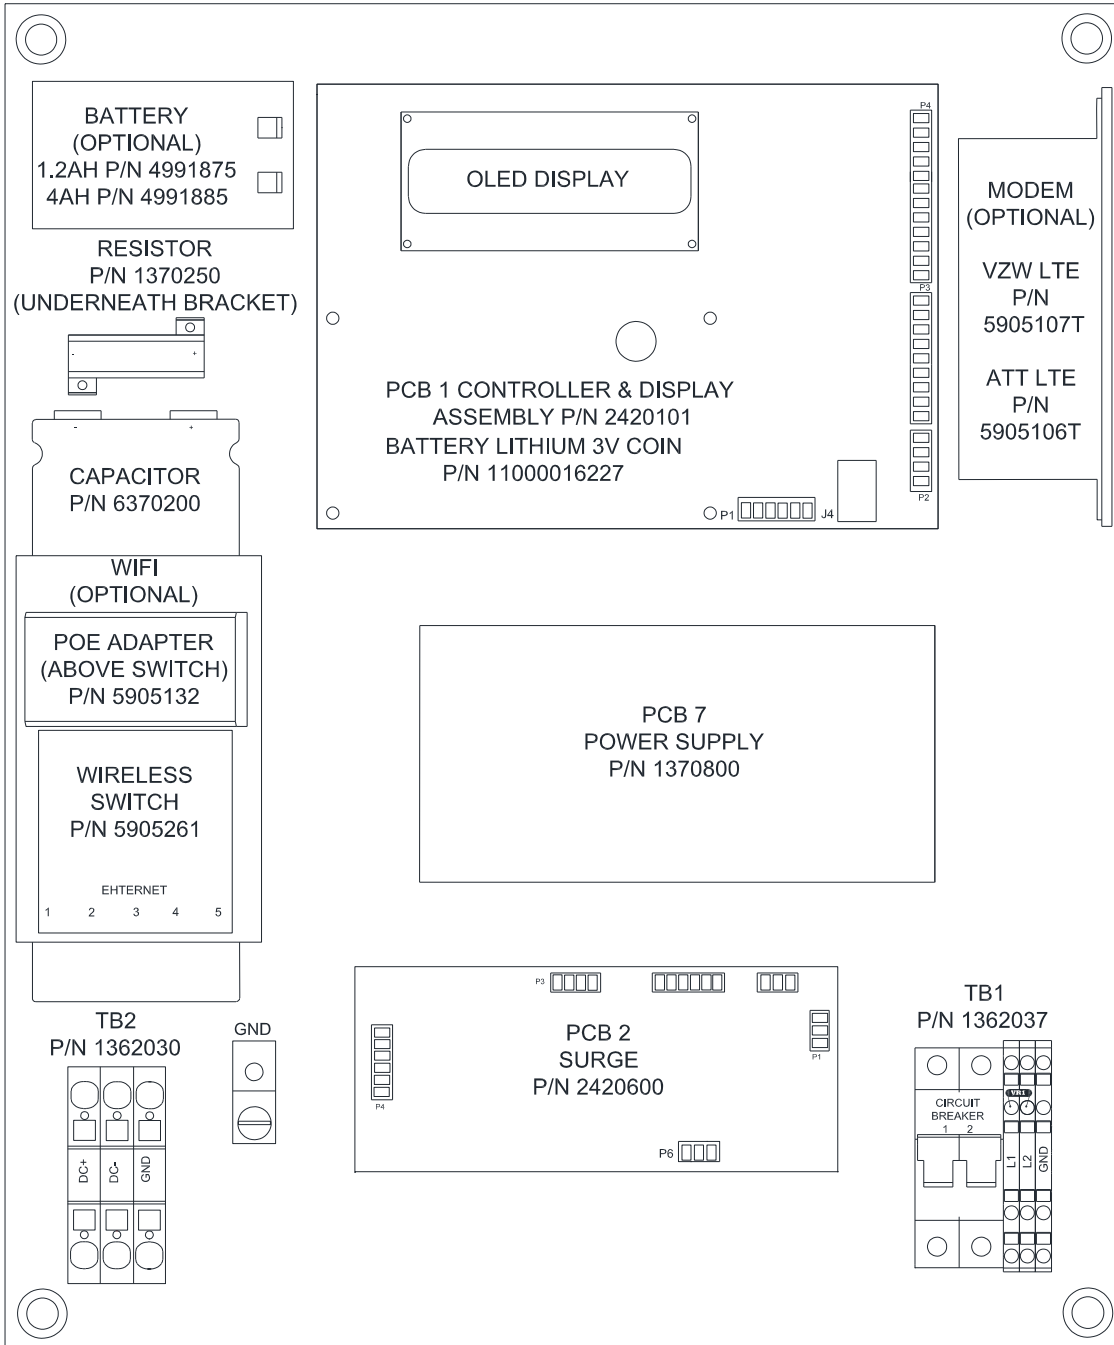 BATTERY
(OPTIONAL)
1.2AH P/N 4991875
4AH P/N 4991885
RESISTOR
P/N 1370250
(UNDERNEATH BRACKET)
- +
- +
CAPACITOR
P/N 6370200
WIFI
(OPTIONAL)
POE ADAPTER
(ABOVE SWITCH)
P/N 5905132
WIRELESS
SWITCH
P/N 5905261
EHTERNET
1 2 3 4 5
OLED DISPLAY
P4
P3
PCB 1 CONTROLLER & DISPLAY
ASSEMBLY P/N 2420101
BATTERY LITHIUM 3V COIN
P/N 11000016227
P2
P1 J4
MODEM
(OPTIONAL)
VZW LTE
P/N
5905107T
ATT LTE
P/N
5905106T
PCB 7
POWER SUPPLY
P/N 1370800
P3
PCB 2
SURGE
P/N 2420600
P1
P4
P6
TB2
P/N 1362030
DC+
DC-
GND
GND
TB1
P/N 1362037
CIRCUIT
BREAKER
1 2
VR1
L1
L2
GND